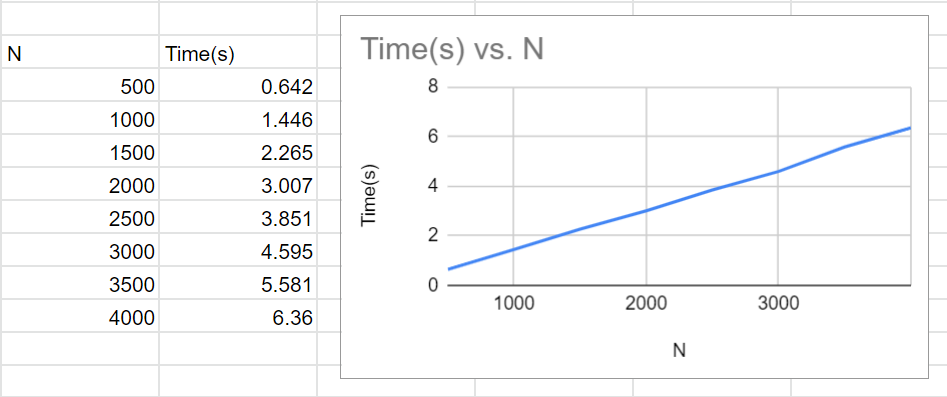 N Time(s)
500 0.642
1000 1.446
1500 2.265
2000 3.007
2500 3.851
3000 4.595
3500 5.581
4000 6.36
Time(s) vs. N
8
6
4
2
0
Time(s)
1000 2000 3000
N